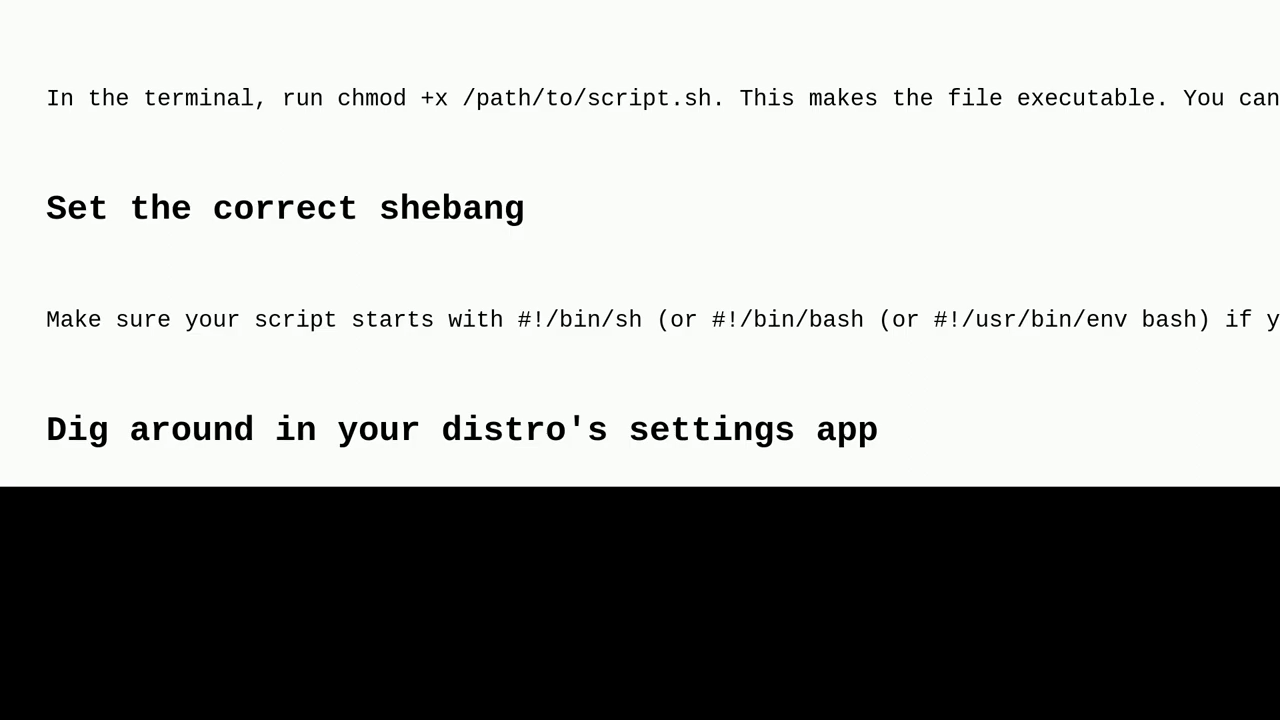 In the terminal, run chmod +x /path/to/script.sh. This makes the file executable. You can
Set the correct shebang
Make sure your script starts with #!/bin/sh (or #!/bin/bash (or #!/usr/bin/env bash) if y
Dig around in your distro's settings app